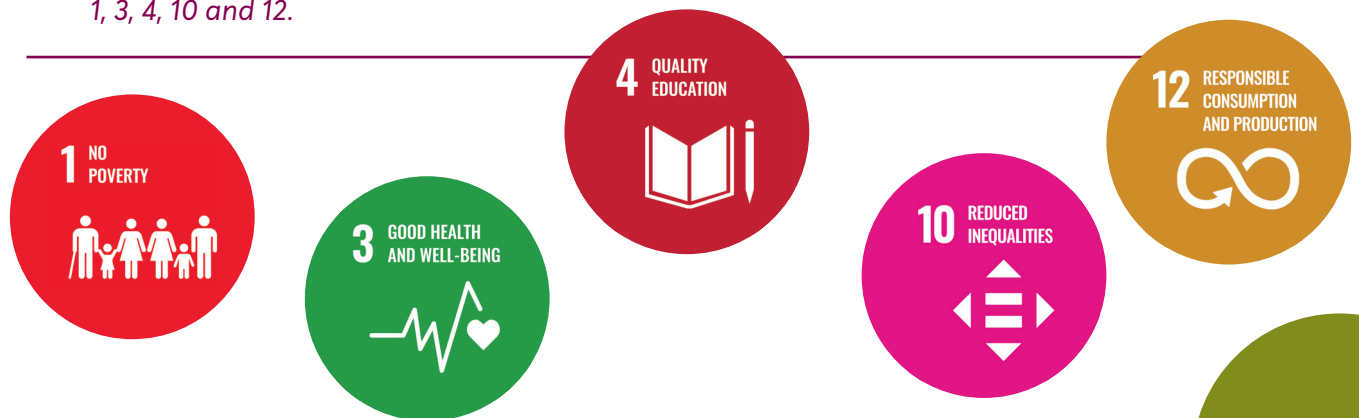 1, 3, 4, 10 and 12.
1 NO
POVERTY
3 GOOD HEALTH
AND WELL-BEING
4 QUALITY
EDUCATION
10 REDUCED
INEQUALITIES
12 RESPONSIBLE
CONSUMPTION
AND PRODUCTION